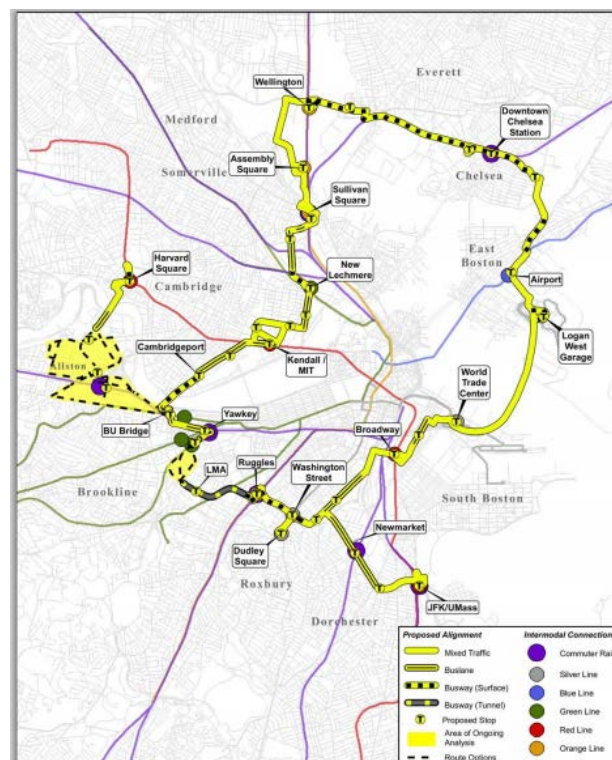 Everett
Wellington
Medford
Downtown
Chelsea
Station
Assembly
Square
Somerville
Chelsea
Sullivan
Square
East
Boston
Harvard
Square
New
Lechmere
Airport
Cambridge
Cambridgeport
Logan
West
Garage
Allston
Kendall /
MIT
World
Trade
Center
BU Bridge
Yawkey
Broadway
LMA
Ruggles
Washington
Street
Brookline
South Boston
Newmarket
Dudley
Square
Roxbury
JFK/UMass
Dorchester
Proposed Alignment
Mixed Traffic
Buslane
Busway (Surface)
Busway (Tunnel)
T
Proposed Stop
Area of Ongoing
Analysis
Route Options
Intermodal Connection
Commuter Rai
Silver Line
Blue Line
Green Line
Red Line
Orange Line